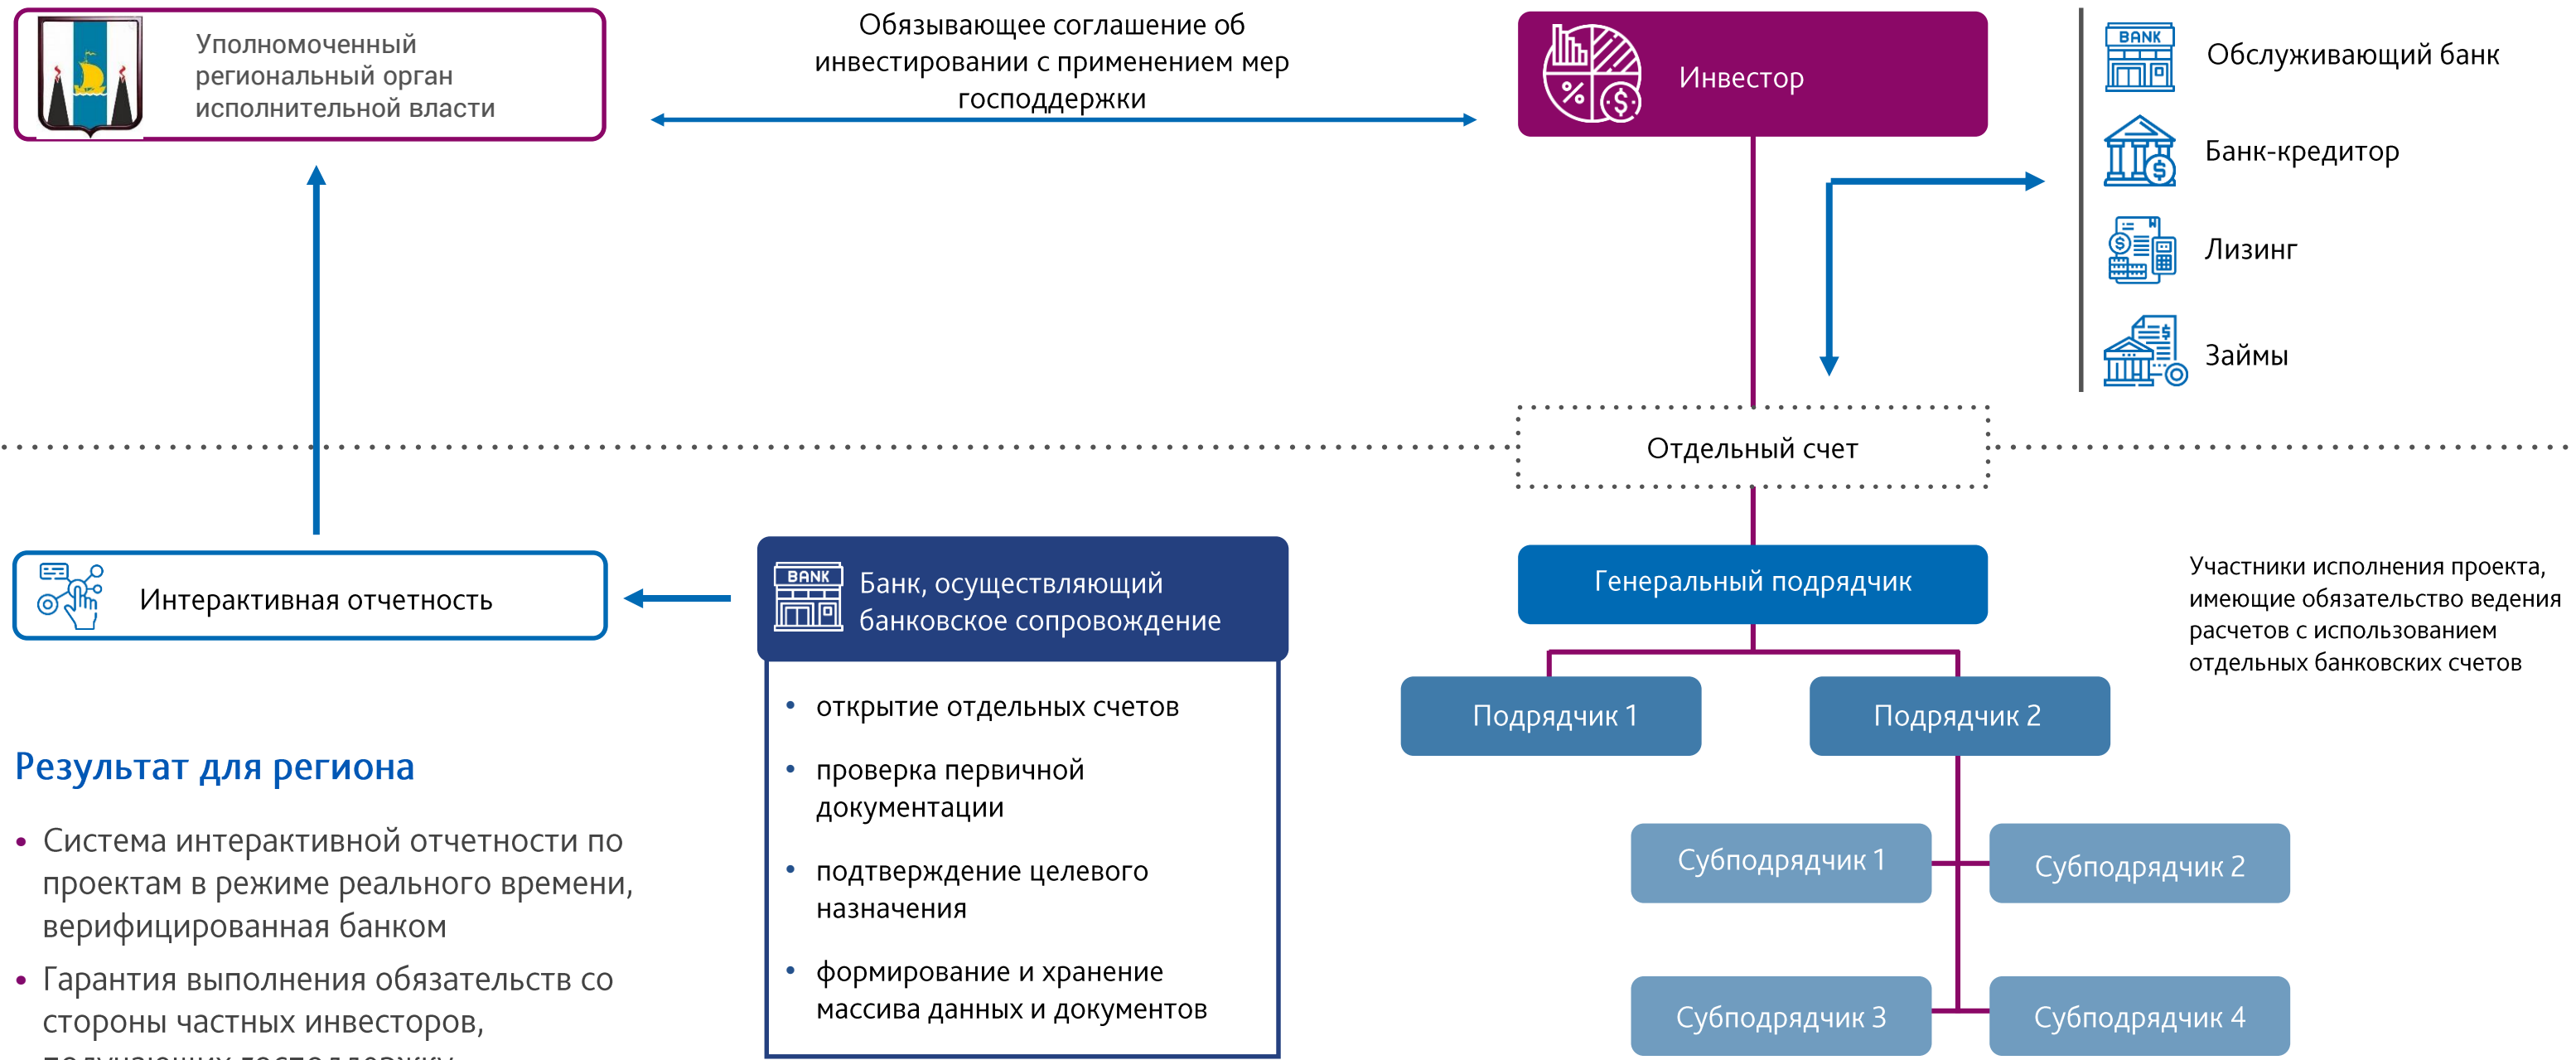 Уполномоченный
региональный орган
исполнительной власти
Обязывающее соглашение об
инвестировании с применением мер
господдержки
Инвестор
BANK
Обслуживающий банк
Банк-кредитор
Лизинг
Займы
Отдельный счет
Интерактивная отчетность
BANK
Банк, осуществляющий
банковское сопровождение
• открытие отдельных счетов
• проверка первичной
документации
• подтверждение целевого
назначения
• формирование и хранение
массива данных и документов
Генеральный подрядчик
Участники исполнения проекта,
имеющие обязательство ведения
расчетов с использованием
отдельных банковских счетов
Подрядчик 1
Подрядчик 2
Субподрядчик 1
Субподрядчик 2
Субподрядчик 3
Субподрядчик 4
Результат для региона
• Система интерактивной отчетности по
проектам в режиме реального времени,
верифицированная банком
• Гарантия выполнения обязательств со
стороны частных инвесторов,
получающих господдержку